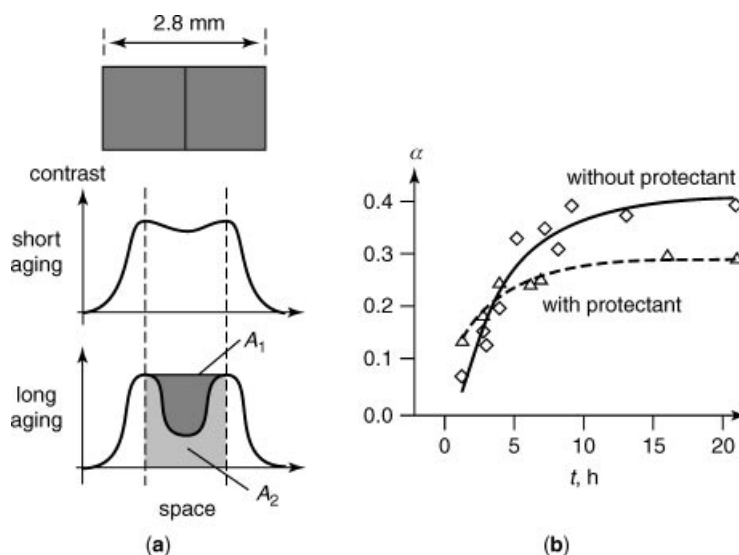 2.8 mm
contrast
short
aging
A1
long
aging
A2
space
(a)
α
0.4
0.3
0.2
0.1
0.0
without protectant
with protectant
0 5 10 15 20
t, h
(b)